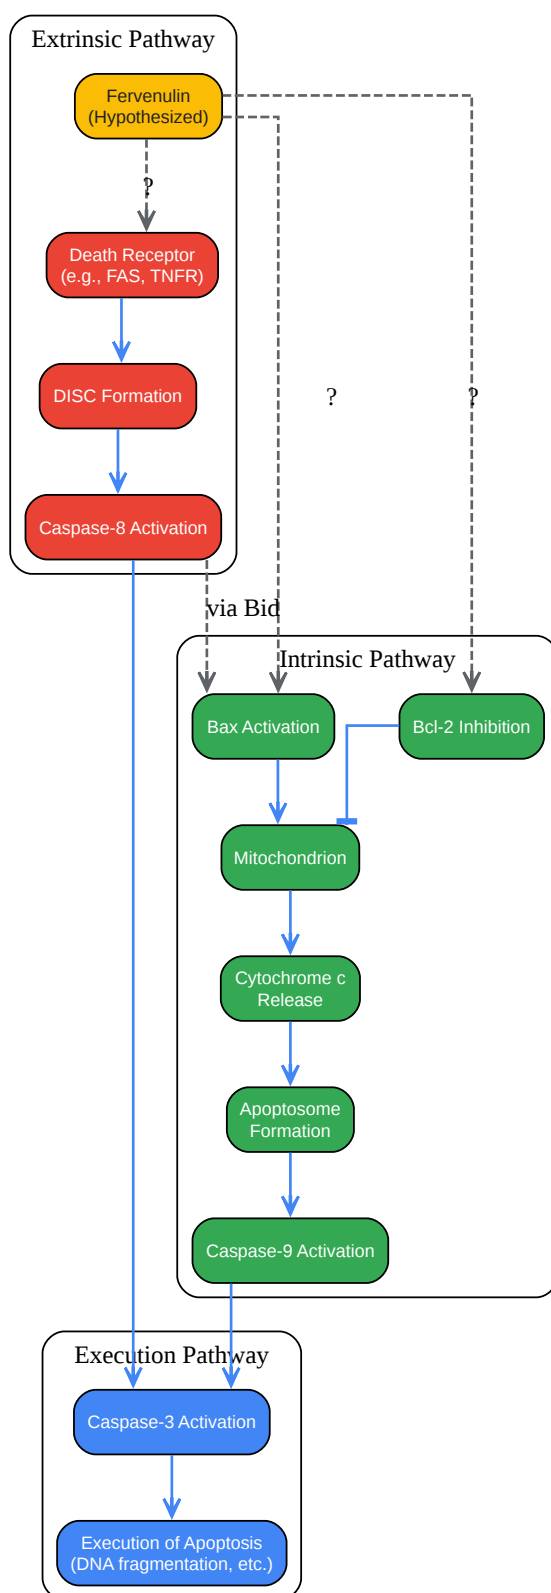 Extrinsic Pathway
Fervenulin
(Hypothesized)
?
Death Receptor
(e.g., FAS, TNFR)
DISC Formation
?
?
Caspase-8 Activation
via Bid
Intrinsic Pathway
Bax Activation
Bcl-2 Inhibition
Mitochondrion
Cytochrome c
Release
Apoptosome
Formation
Caspase-9 Activation
Execution Pathway
Caspase-3 Activation
Execution of Apoptosis
(DNA fragmentation, etc.)